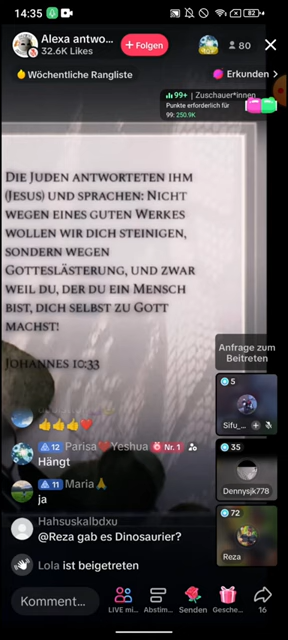 14:35
82
Alexa antwo...
32.6K Likes
+ Folgen
80
Wöchentliche Rangliste
Erkunden >
99+ | Zuschauer*innen
Punkte erforderlich für
99: 250.9K
Die Juden antworteten ihm
(Jesus) und sprachen: Nicht
wegen eines guten Werkes
wollen wir dich steinigen,
sondern wegen
Gotteslästerung, und zwar
weil du, der du ein Mensch
bist, dich selbst zu Gott
machst!
Johannes 10:33
Anfrage zum
Beitreten
5
Sifu_...
35
Dennysjk778
72
Reza
👍👍👍❤️
12 Parisa❤️Yeshua Nr. 1
Hängt
11 Maria🙏
ja
Hahsuskalbdxu
@Reza gab es Dinosaurier?
Lola ist beigetreten
Komment...
LIVE mi...
Abstim...
Senden
Gesche...
16